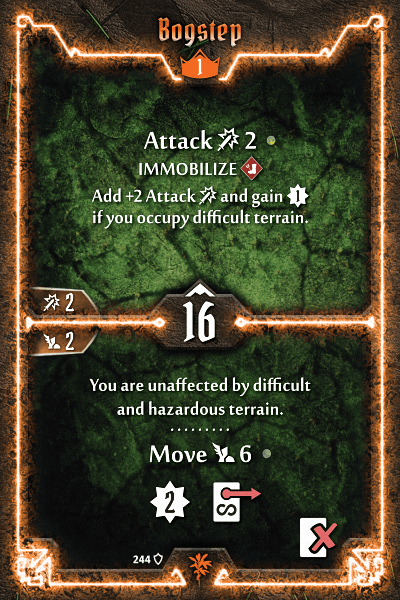 Bogstep
1
Attack 2
IMMOBILIZE
Add +2 Attack and gain 1
if you occupy difficult terrain.
2
16
2
You are unaffected by difficult
and hazardous terrain.
Move 6
2
244